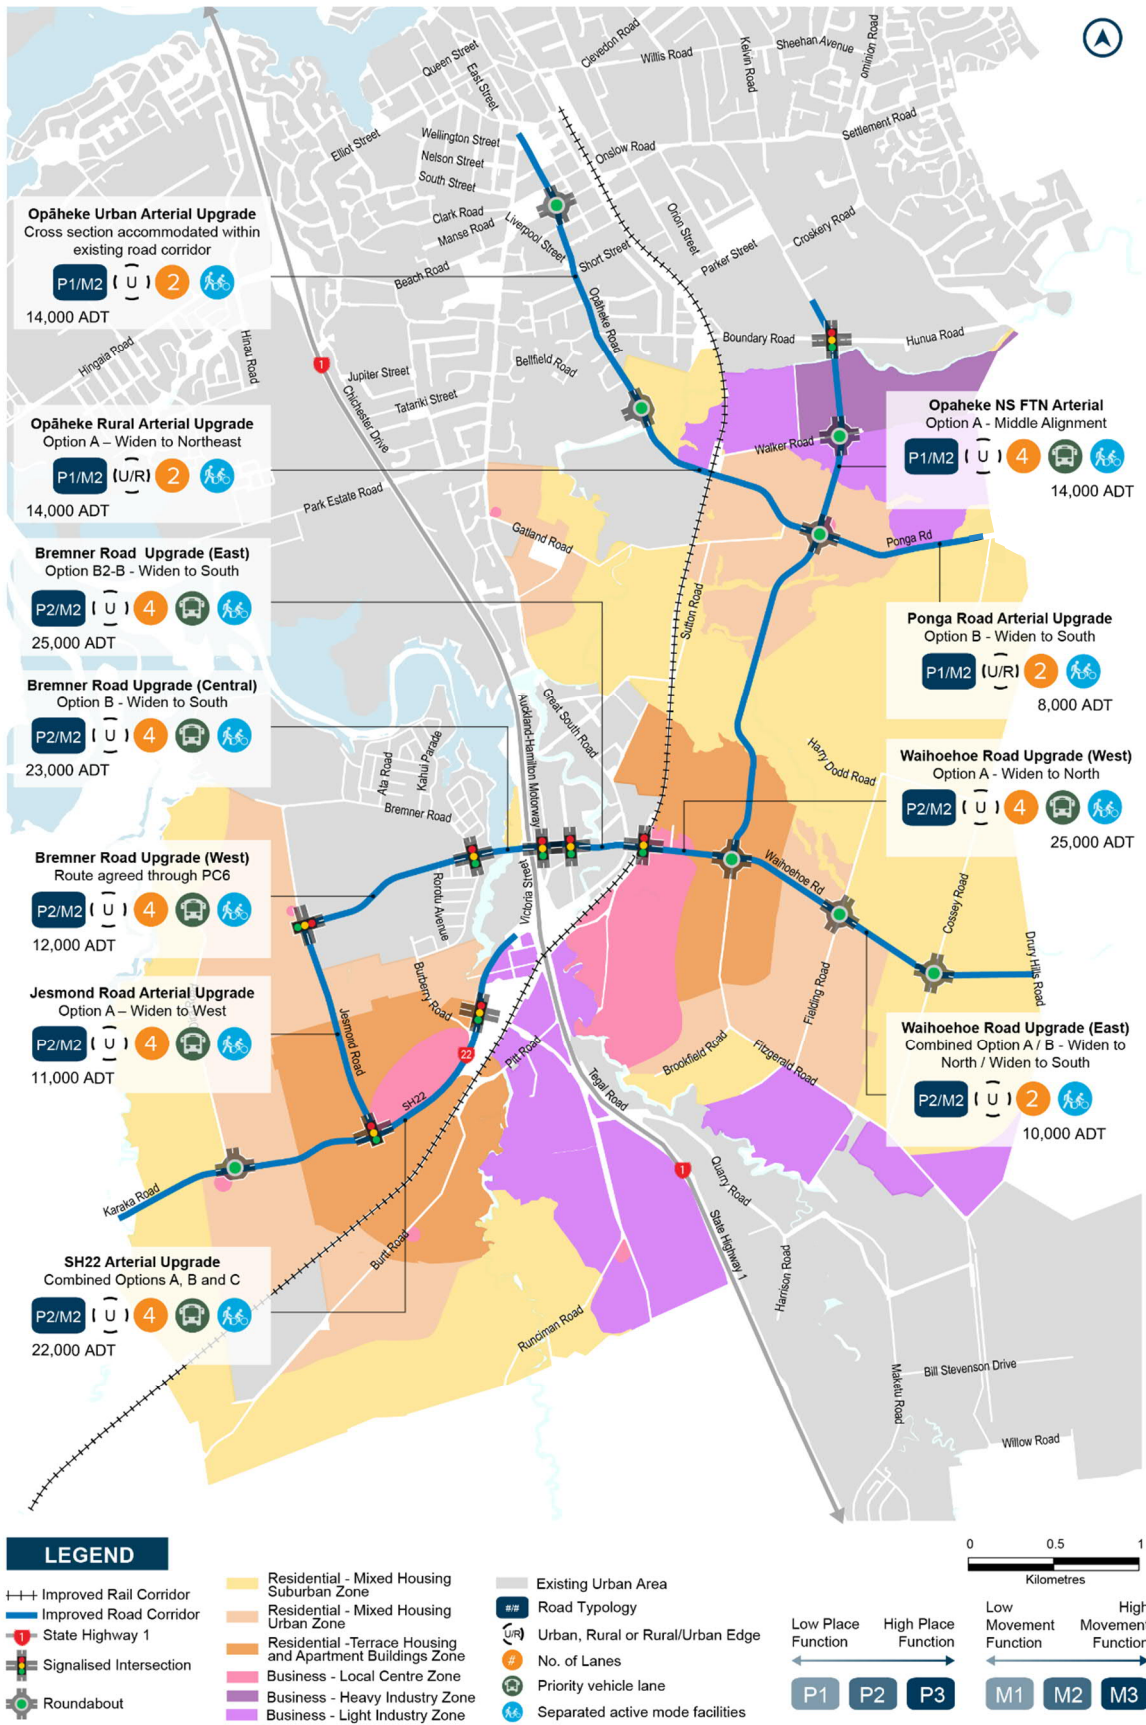 Queen Street
East Street
Clevedon Road
Willis Road
Kelvin Road
Sheehan Avenue
ominion Road
Settlement Road
Elliot Street
Wellington Street
Nelson Street
South Street
Onslow Road
Clark Road
Manse Road
Liverpool Street
Short Street
Orion Street
Parker Street
Croskery Road
Beach Road
Opāheke Urban Arterial Upgrade
Cross section accommodated within
existing road corridor
P1/M2 U 2
14,000 ADT
Hingaia Road
Hinau Road
1
Chichester Drive
Jupiter Street
Tatariki Street
Bellfield Road
Opāheke Road
Boundary Road
Hunua Road
Opāheke Rural Arterial Upgrade
Option A – Widen to Northeast
P1/M2 (U/R) 2
14,000 ADT
Opaheke NS FTN Arterial
Option A - Middle Alignment
P1/M2 U 4
14,000 ADT
Walker Road
Park Estate Road
Gatland Road
Ponga Rd
Sutton Road
Bremner Road Upgrade (East)
Option B2-B - Widen to South
P2/M2 U 4
25,000 ADT
Ponga Road Arterial Upgrade
Option B - Widen to South
P1/M2 (U/R) 2
8,000 ADT
Bremner Road Upgrade (Central)
Option B - Widen to South
P2/M2 U 4
23,000 ADT
Great South Road
Auckland-Hamilton Motorway
Ata Road
Kahui Parade
Bremner Road
Harry Dodd Road
Waihoehoe Road Upgrade (West)
Option A - Widen to North
P2/M2 U 4
25,000 ADT
Bremner Road Upgrade (West)
Route agreed through PC6
P2/M2 U 4
12,000 ADT
Rorotu Avenue
Victoria Street
Waihoehoe Rd
Cossey Road
Drury Hills Road
Fielding Road
Burberry Road
Jesmond Road Arterial Upgrade
Option A – Widen to West
P2/M2 U 4
11,000 ADT
Jesmond Road
22
SH22
Pitt Road
Tegal Road
Brookfield Road
Fitzgerald Road
Waihoehoe Road Upgrade (East)
Combined Option A / B - Widen to
North / Widen to South
P2/M2 U 2
10,000 ADT
Karaka Road
Burtt Road
1
Quarry Road
State Highway 1
Harrison Road
SH22 Arterial Upgrade
Combined Options A, B and C
P2/M2 U 4
22,000 ADT
Runciman Road
Maketu Road
Bill Stevenson Drive
Willow Road
LEGEND
Improved Rail Corridor
Improved Road Corridor
1 State Highway 1
Signalised Intersection
Roundabout
Residential - Mixed Housing
Suburban Zone
Residential - Mixed Housing
Urban Zone
Residential -Terrace Housing
and Apartment Buildings Zone
Business - Local Centre Zone
Business - Heavy Industry Zone
Business - Light Industry Zone
Existing Urban Area
#/# Road Typology
U/R Urban, Rural or Rural/Urban Edge
# No. of Lanes
Priority vehicle lane
Separated active mode facilities
0 0.5 1
Kilometres
Low Place
Function
High Place
Function
P1 P2 P3
Low
Movement
Function
High
Movement
Function
M1 M2 M3